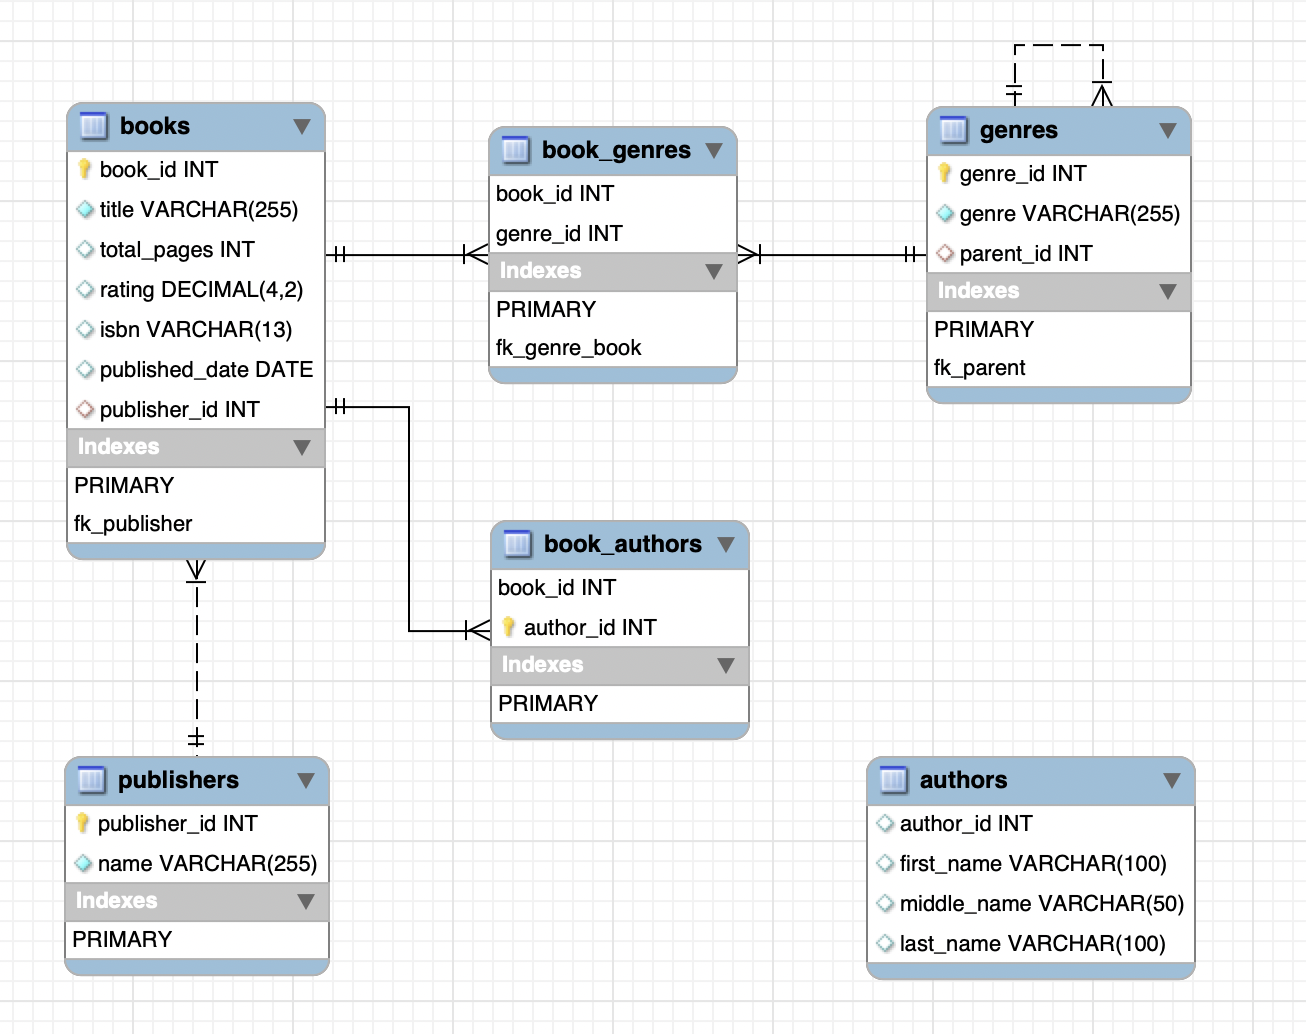 books
book_id INT
title VARCHAR(255)
total_pages INT
rating DECIMAL(4,2)
isbn VARCHAR(13)
published_date DATE
publisher_id INT
Indexes
PRIMARY
fk_publisher
book_genres
book_id INT
genre_id INT
Indexes
PRIMARY
fk_genre_book
genres
genre_id INT
genre VARCHAR(255)
parent_id INT
Indexes
PRIMARY
fk_parent
book_authors
book_id INT
author_id INT
Indexes
PRIMARY
publishers
publisher_id INT
name VARCHAR(255)
Indexes
PRIMARY
authors
author_id INT
first_name VARCHAR(100)
middle_name VARCHAR(50)
last_name VARCHAR(100)